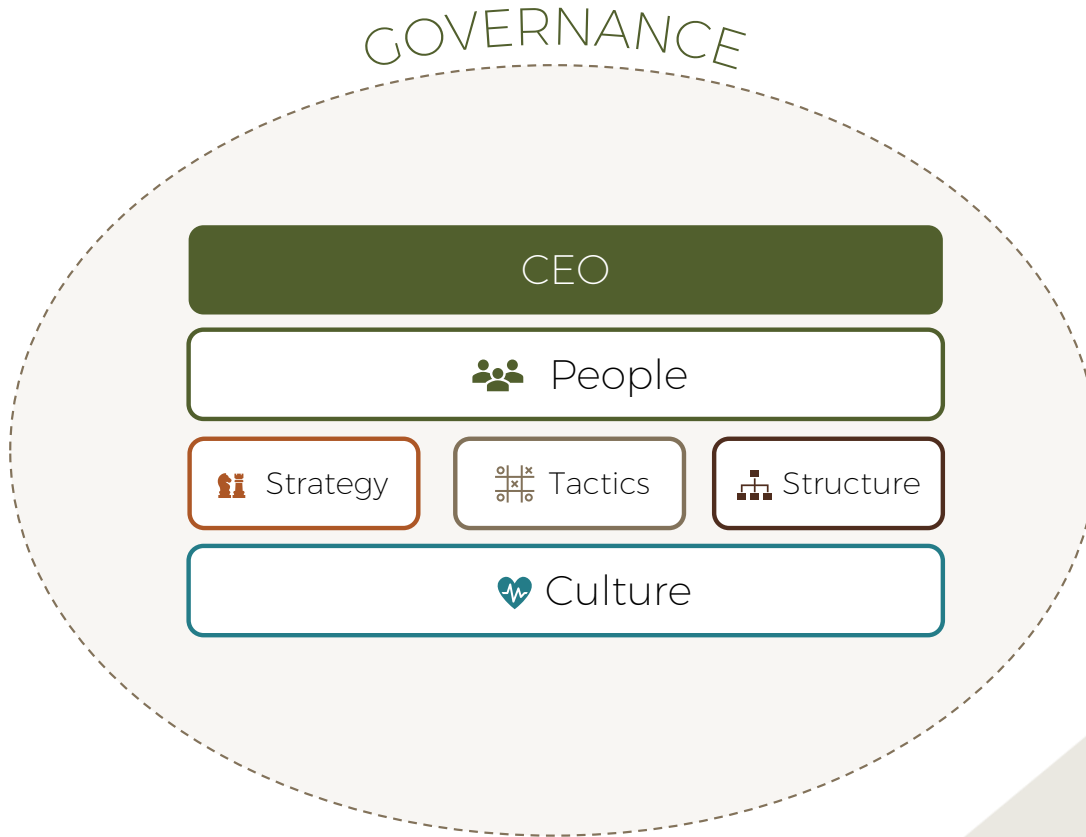 GOVERNANCE
CEO
People
Strategy
Tactics
Structure
Culture